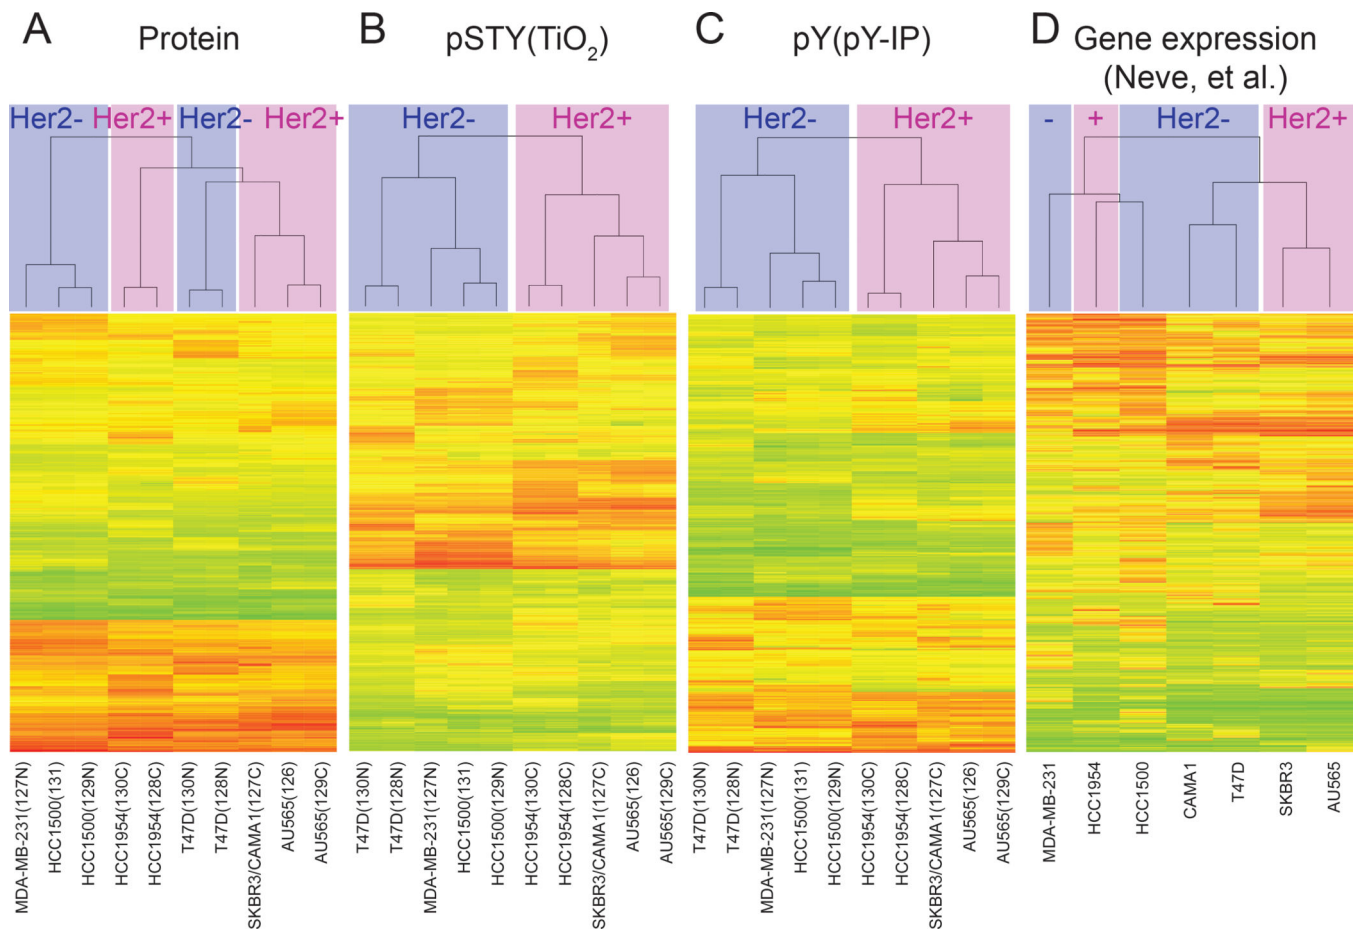 A
Protein
Her2-
Her2+
Her2-
Her2+
MDA-MB-231(127N)
HCC1500(131)
HCC1500(129N)
HCC1954(130C)
HCC1954(128C)
T47D(130N)
T47D(128N)
SKBR3/CAMA1(127C)
AU565(126)
AU565(129C)
B
pSTY(TiO₂)
Her2-
Her2+
T47D(130N)
T47D(128N)
MDA-MB-231(127N)
HCC1500(131)
HCC1500(129N)
HCC1954(130C)
HCC1954(128C)
SKBR3/CAMA1(127C)
AU565(126)
AU565(129C)
C
pY(pY-IP)
Her2-
Her2+
T47D(130N)
T47D(128N)
MDA-MB-231(127N)
HCC1500(131)
HCC1500(129N)
HCC1954(130C)
HCC1954(128C)
SKBR3/CAMA1(127C)
AU565(126)
AU565(129C)
D
Gene expression
(Neve, et al.)
-
+
Her2-
Her2+
MDA-MB-231
HCC1954
HCC1500
CAMA1
T47D
SKBR3
AU565